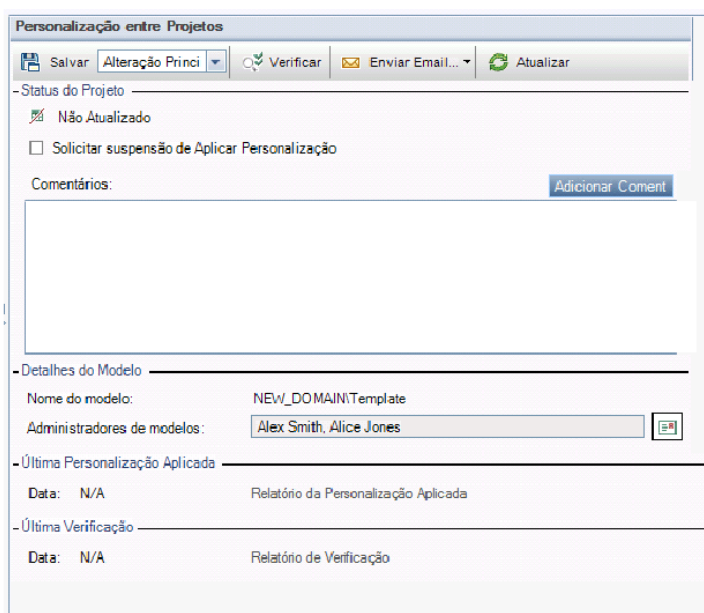 Personalização entre Projetos
Salvar Alteração Princi Verificar Enviar Email... Atualizar
Status do Projeto
Não Atualizado
Solicitar suspensão de Aplicar Personalização
Comentários: Adicionar Coment
Detalhes do Modelo
Nome do modelo: NEW_DOMAIN\Template
Administradores de modelos: Alex Smith, Alice Jones
Última Personalização Aplicada
Data: N/A Relatório da Personalização Aplicada
Última Verificação
Data: N/A Relatório de Verificação